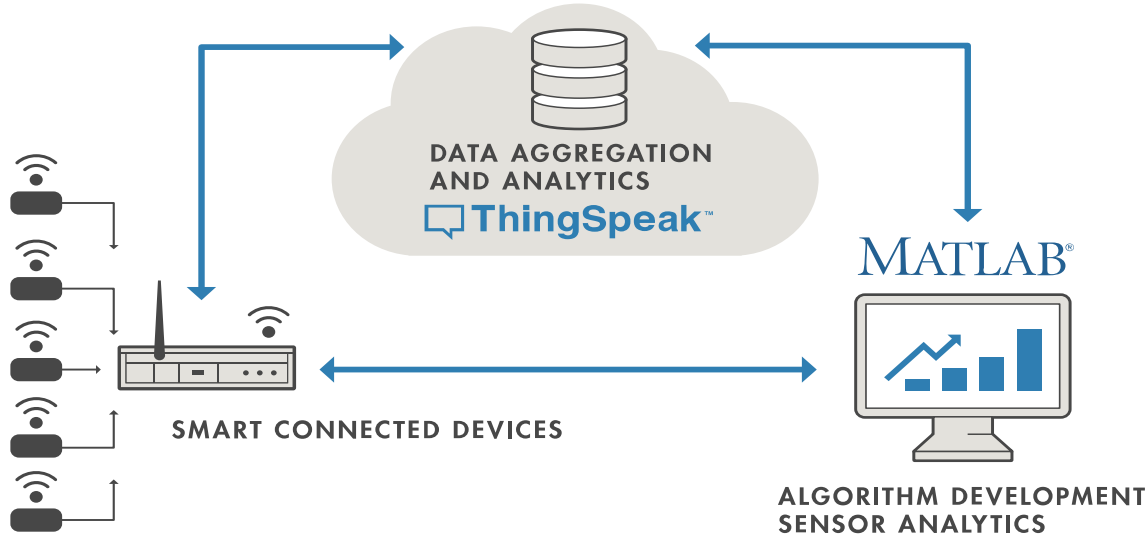 DATA AGGREGATION
AND ANALYTICS
ThingSpeak™
MATLAB®
SMART CONNECTED DEVICES
ALGORITHM DEVELOPMENT
SENSOR ANALYTICS